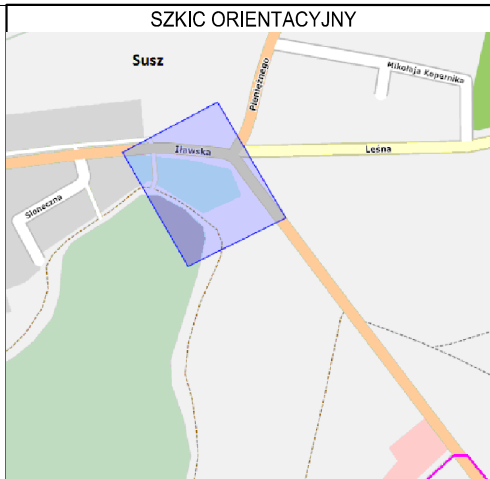 SZKIC ORIENTACYJNY
Susz
Pieniężnego
Mikołaja Kopernika
Iławska
Leśna
Słoneczna